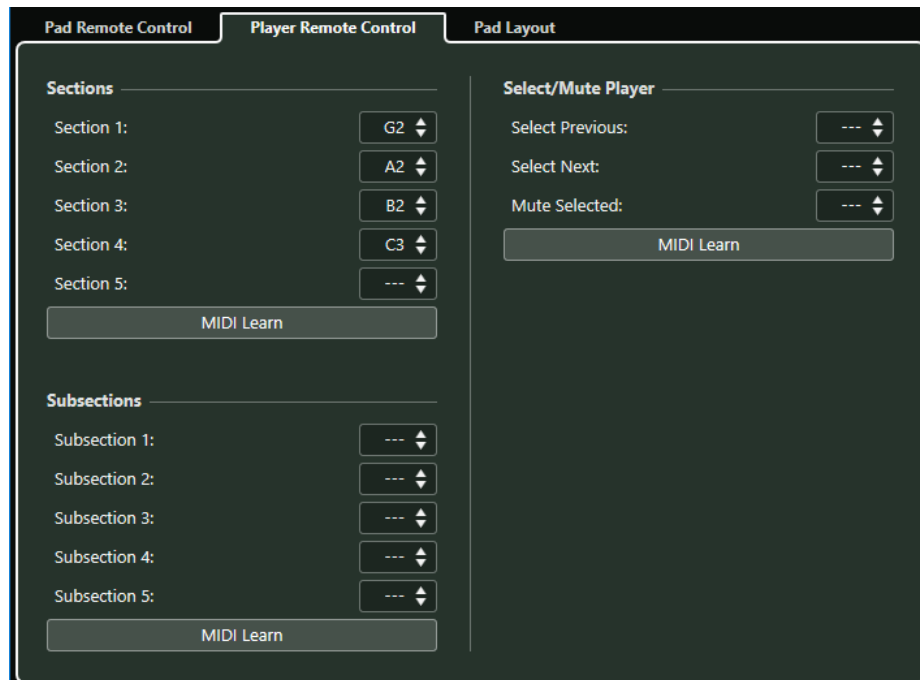 Pad Remote Control Player Remote Control Pad Layout
Sections
Section 1: G2
Section 2: A2
Section 3: B2
Section 4: C3
Section 5: ---
MIDI Learn
Subsections
Subsection 1: ---
Subsection 2: ---
Subsection 3: ---
Subsection 4: ---
Subsection 5: ---
MIDI Learn
Select/Mute Player
Select Previous: ---
Select Next: ---
Mute Selected: ---
MIDI Learn